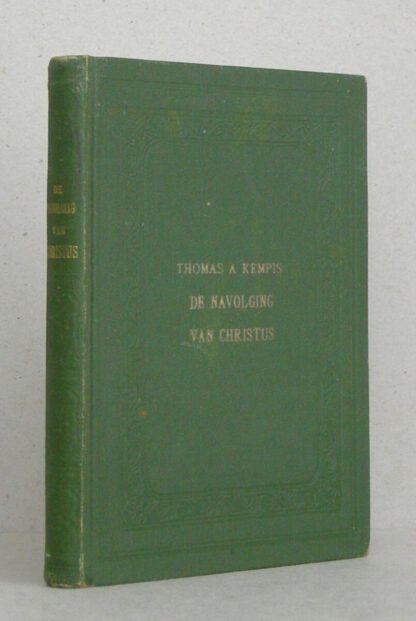 DE
NAVOLGING
VAN
CHRISTUS
THOMAS A KEMPIS
DE NAVOLGING
VAN CHRISTUS